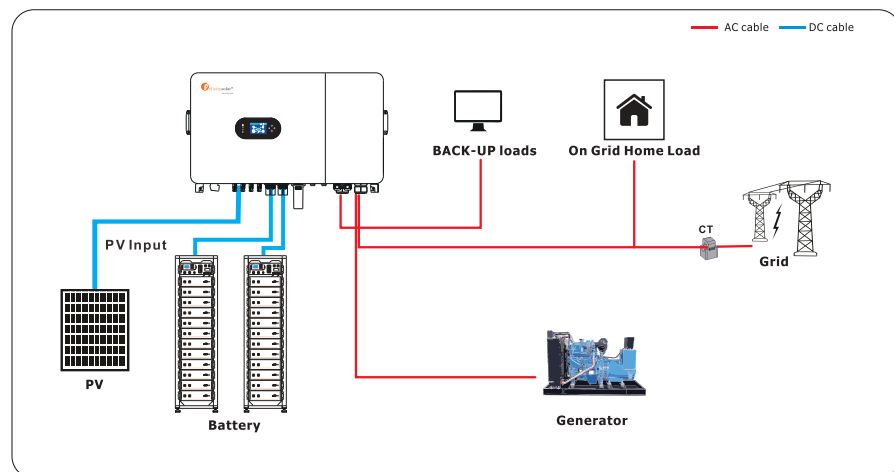 AC cable
DC cable
BACK-UP loads
On Grid Home Load
PV Input
CT
Grid
PV
Battery
Generator